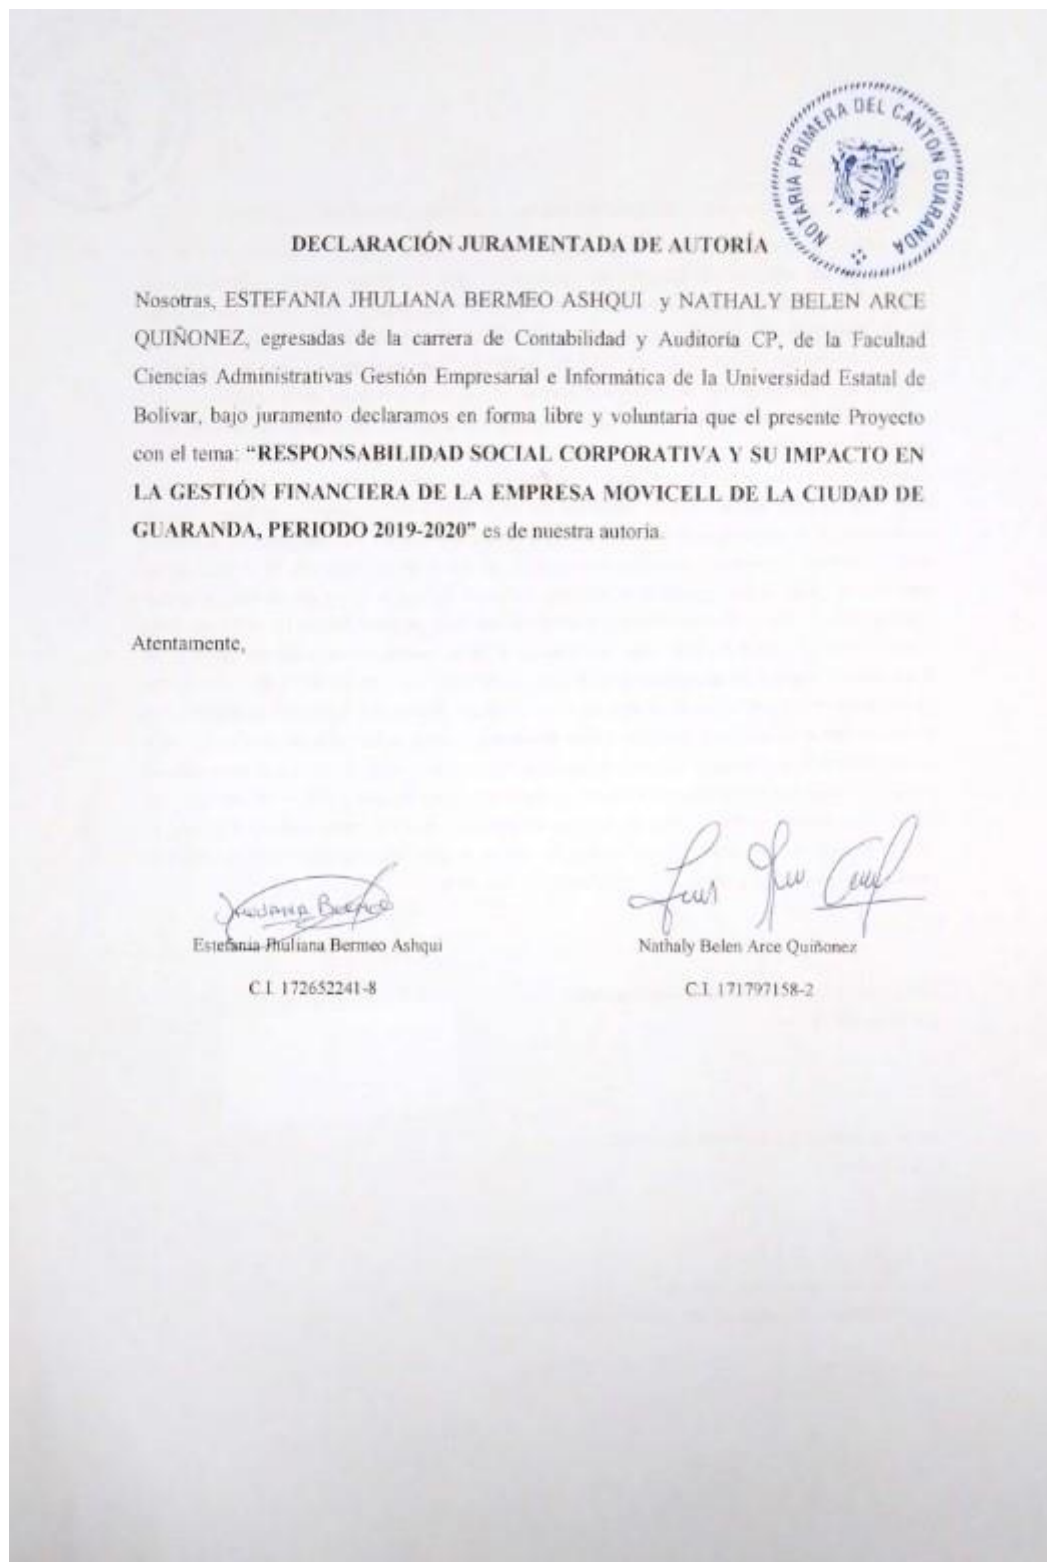 NOTARIA PRIMERA DEL CANTON GUARANDA
DECLARACIÓN JURAMENTADA DE AUTORÍA
Nosotras, ESTEFANIA JHULIANA BERMEO ASHQUI y NATHALY BELEN ARCE
QUIÑONEZ, egresadas de la carrera de Contabilidad y Auditoría CP, de la Facultad
Ciencias Administrativas Gestión Empresarial e Informática de la Universidad Estatal de
Bolívar, bajo juramento declaramos en forma libre y voluntaria que el presente Proyecto
con el tema: “RESPONSABILIDAD SOCIAL CORPORATIVA Y SU IMPACTO EN
LA GESTIÓN FINANCIERA DE LA EMPRESA MOVICELL DE LA CIUDAD DE
GUARANDA, PERIODO 2019-2020” es de nuestra autoría.
Atentamente,
Estefania Jhuliana Bermeo Ashqui
Nathaly Belen Arce Quiñonez
C.I. 172652241-8
C.I. 171797158-2